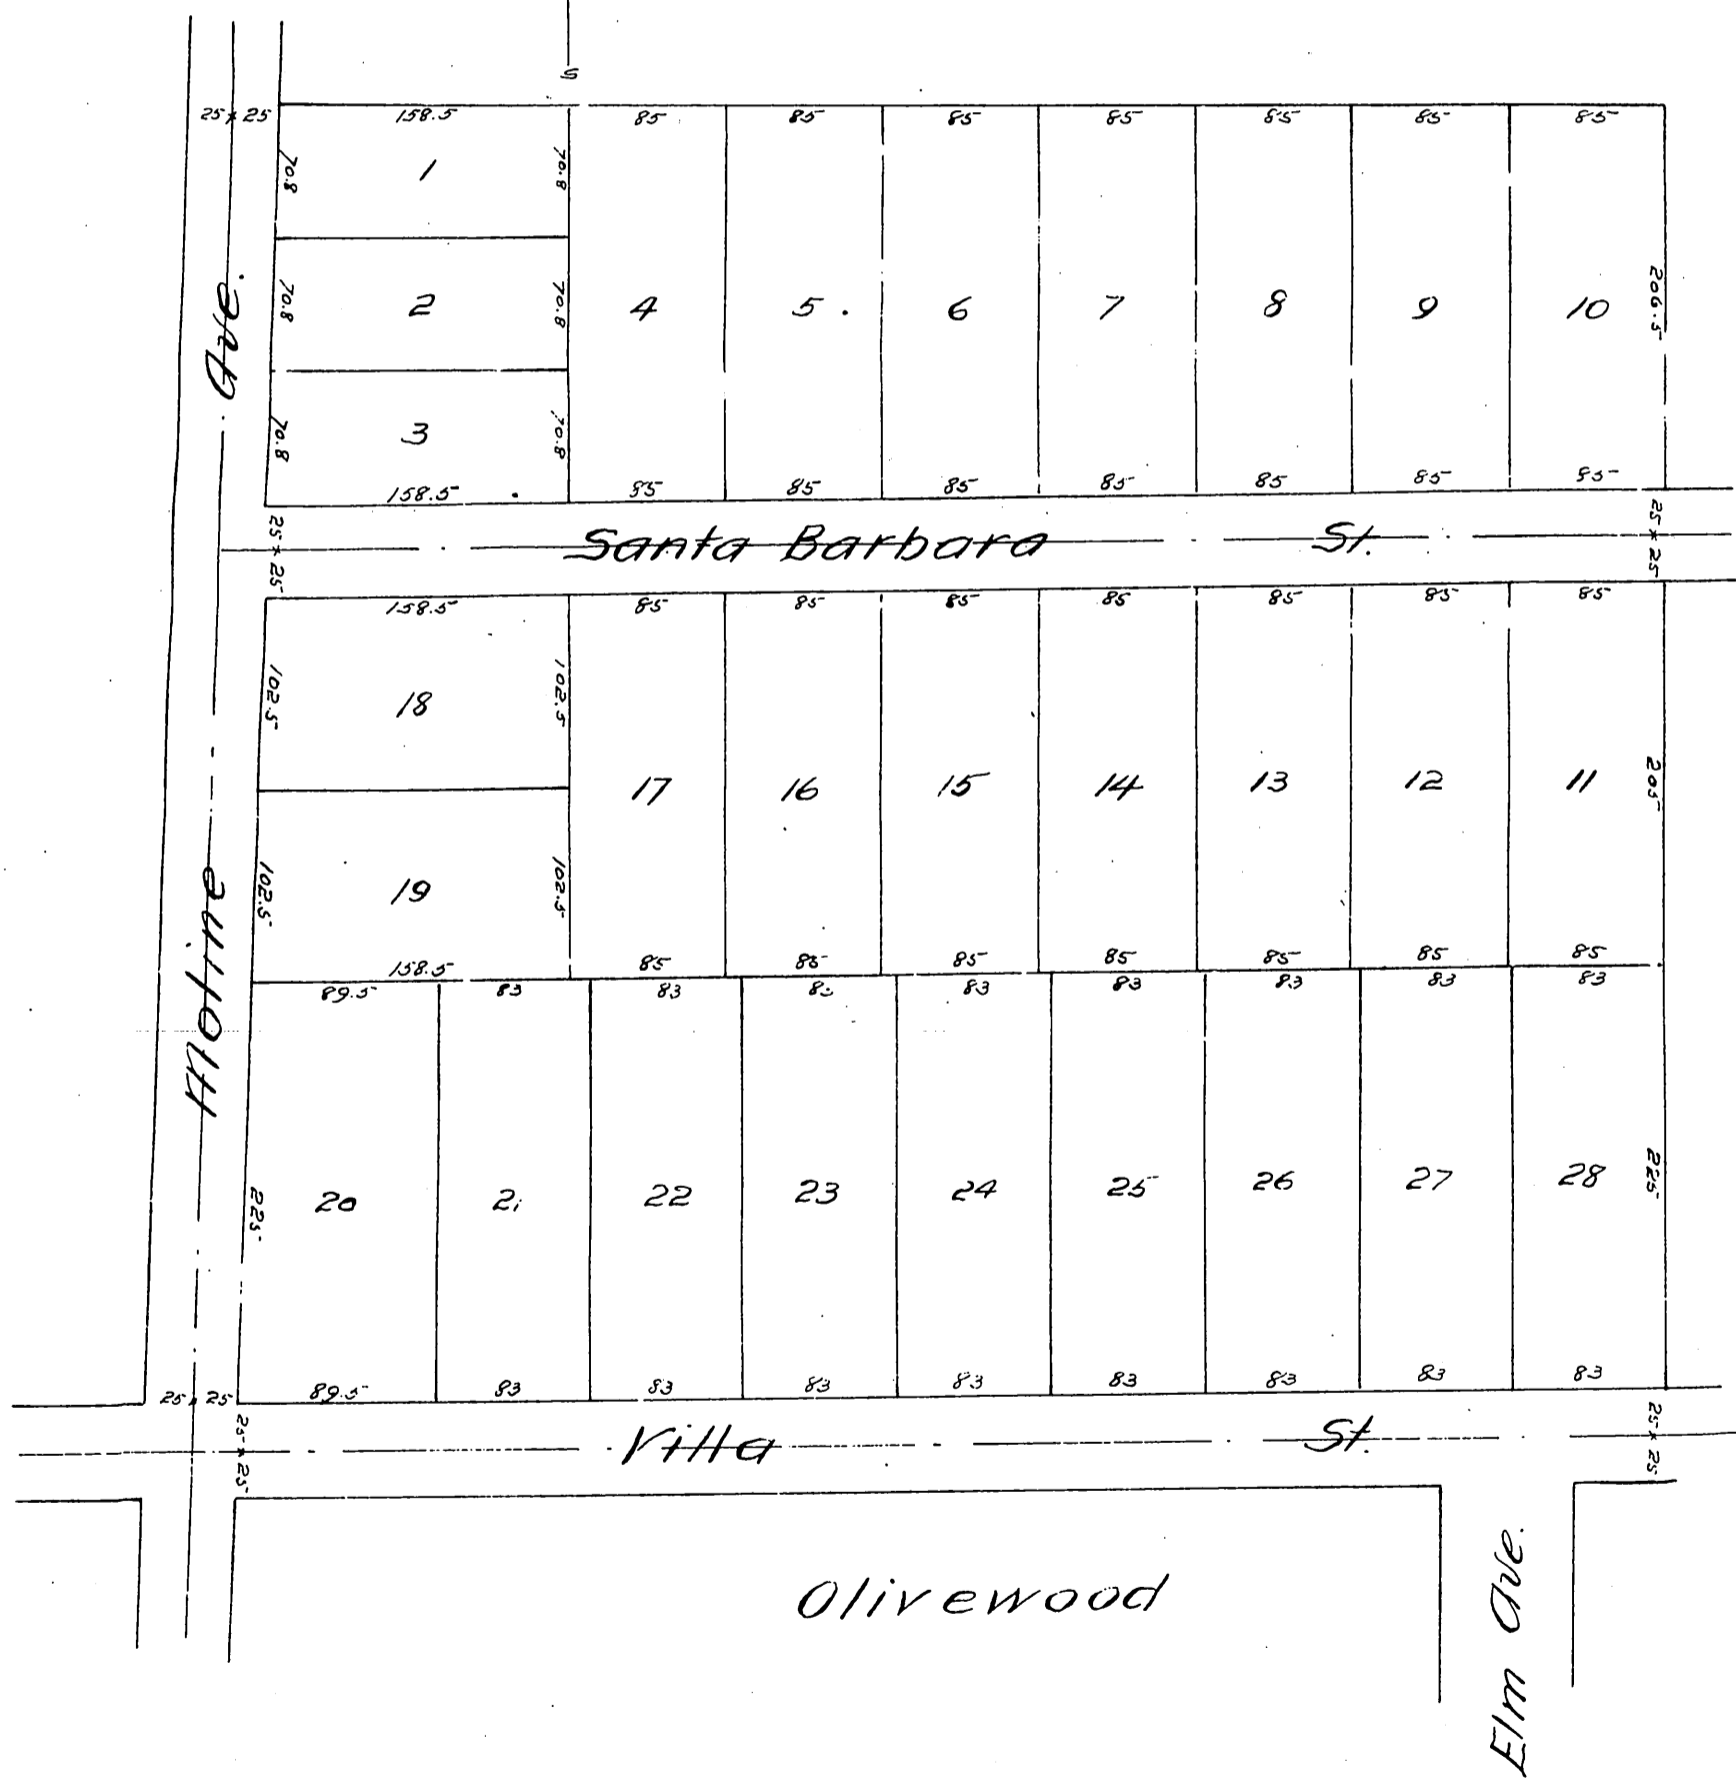 S
25 × 25
158.5 85 85 85 85 85 85 85
70.8 1 70.8
70.8 2 70.8 4 5 6 7 8 9 10 206.5
70.8 3 70.8
158.5 85 85 85 85 85 85 85
Moline Ave.
25 × 25 Santa Barbara St. 25 × 25
158.5 85 85 85 85 85 85 85
102.5 18 102.5
17 16 15 14 13 12 11 205
102.5 19 102.5
158.5 85 85 85 85 85 85 85
89.5 83 83 83 83 83 83 83
225 20 22 23 24 25 26 27 28 225
89.5 83 83 83 83 83 83 83 83
25 × 25
25 × 25 Villa St. 25 × 25
Olivewood
Elm Ave.